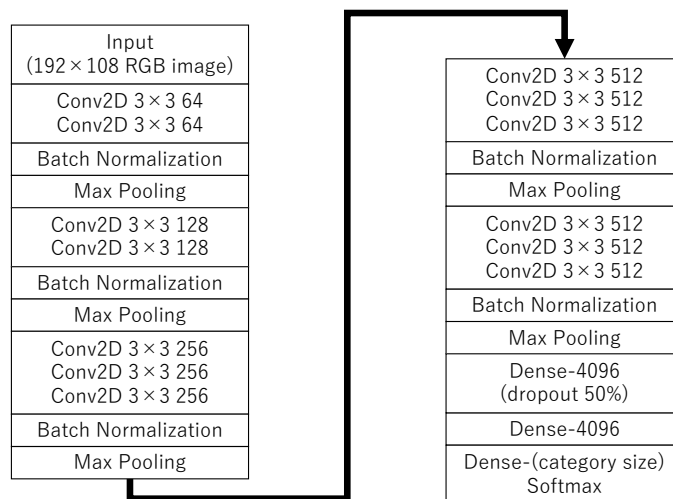 Input
(192×108 RGB image)
Conv2D 3×3 64
Conv2D 3×3 64
Batch Normalization
Max Pooling
Conv2D 3×3 128
Conv2D 3×3 128
Batch Normalization
Max Pooling
Conv2D 3×3 256
Conv2D 3×3 256
Conv2D 3×3 256
Batch Normalization
Max Pooling
Conv2D 3×3 512
Conv2D 3×3 512
Conv2D 3×3 512
Batch Normalization
Max Pooling
Conv2D 3×3 512
Conv2D 3×3 512
Conv2D 3×3 512
Batch Normalization
Max Pooling
Dense-4096
(dropout 50%)
Dense-4096
Dense-(category size)
Softmax